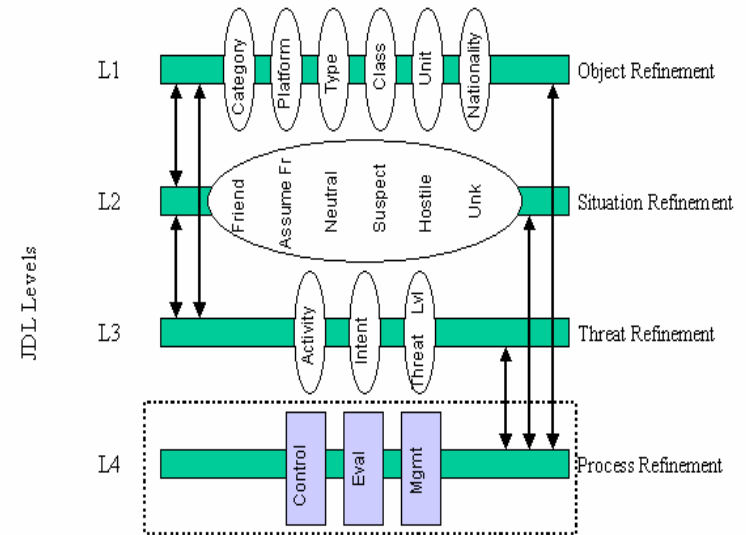 JDL Levels
L1
Category
Platform
Type
Class
Unit
Nationality
Object Refinement
L2
Friend
Assume Fr
Neutral
Suspect
Hostile
Unk
Situation Refinement
L3
Activity
Intent
Threat Lvl
Threat Refinement
L4
Control
Eval
Mgmt
Process Refinement